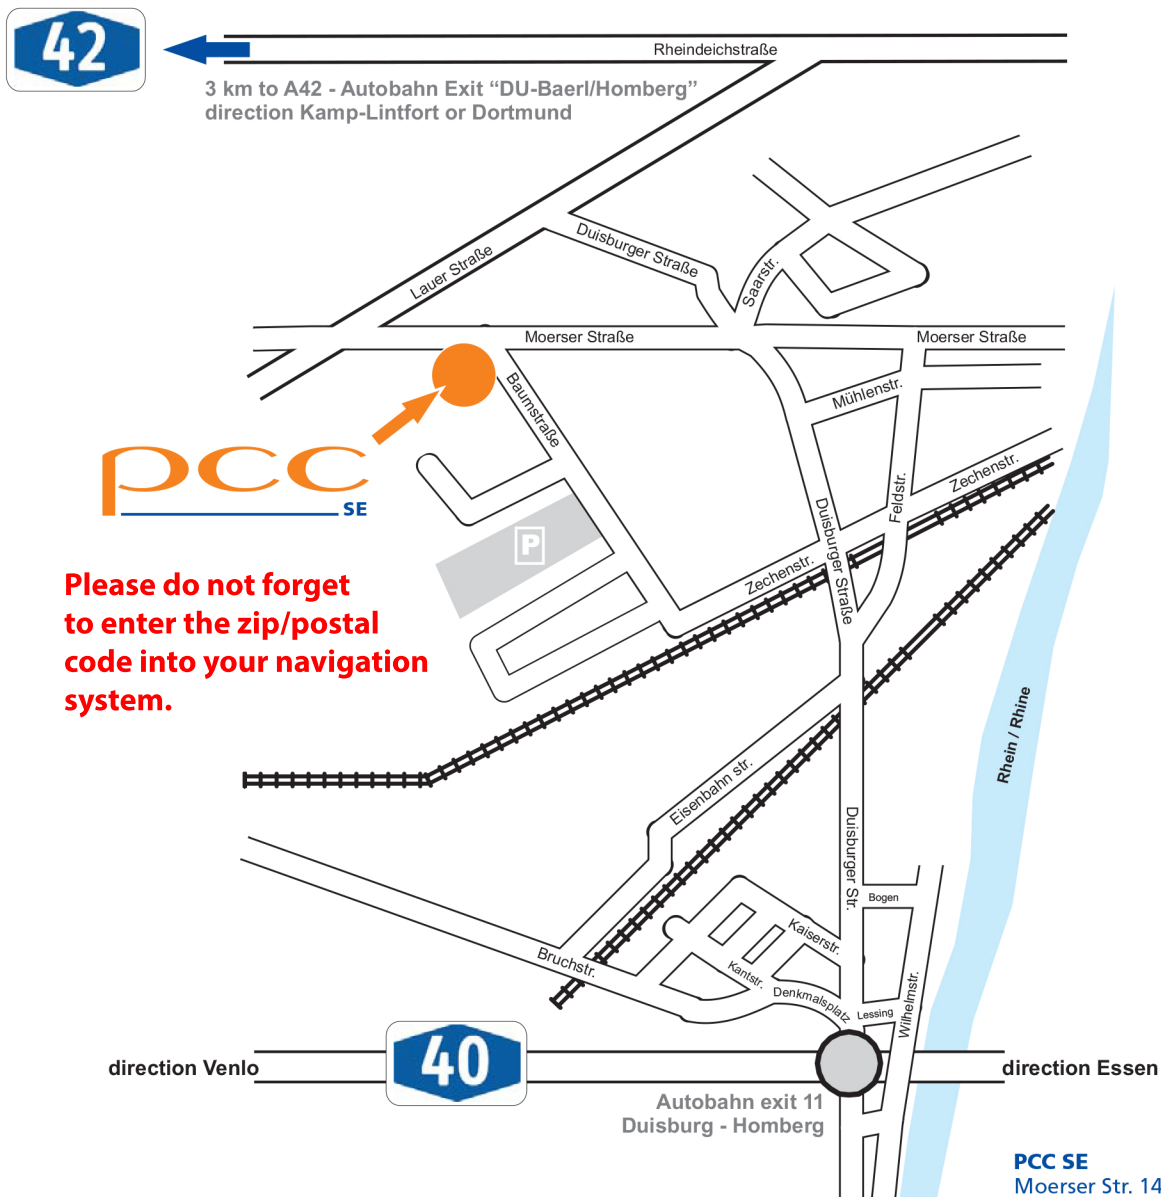 42
Rheindeichstraße
3 km to A42 - Autobahn Exit “DU-Baerl/Homberg”
direction Kamp-Lintfort or Dortmund
Duisburger Straße
Lauer Straße
Saarstr.
Moerser Straße
Moerser Straße
Baumstraße
Mühlenstr.
pcc
SE
Zechenstr.
Feldstr.
Duisburger Straße
P
Zechenstr.
Please do not forget
to enter the zip/postal
code into your navigation
system.
Rhein / Rhine
Eisenbahn str.
Duisburger Str.
Bogen
Kaiserstr.
Bruchstr.
Kantstr.
Denkmalsplatz
Lessing
Wilhelmstr.
direction Venlo
40
direction Essen
Autobahn exit 11
Duisburg - Homberg
PCC SE
Moerser Str. 14